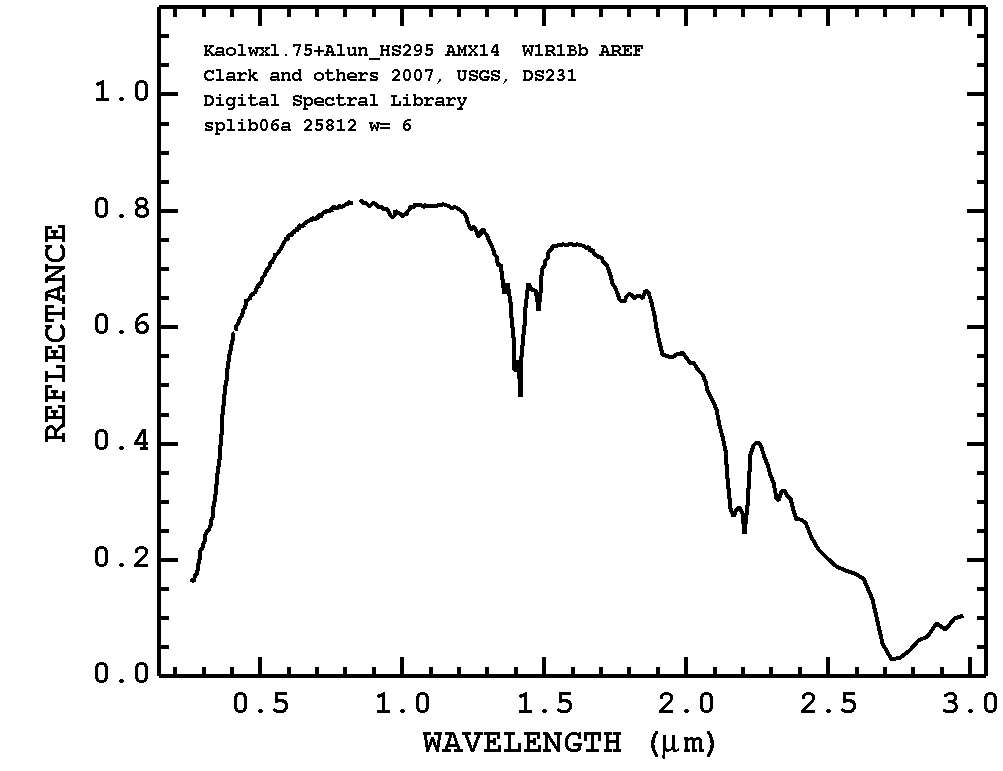 Kaolwxl.75+Alun_HS295 AMX14  W1R1Bb AREF
Clark and others 2007, USGS, DS231
Digital Spectral Library
splib06a 25812 w= 6
1.0
0.8
0.6
0.4
0.2
0.0
REFLECTANCE
0.5
1.0
1.5
2.0
2.5
3.0
WAVELENGTH (μm)